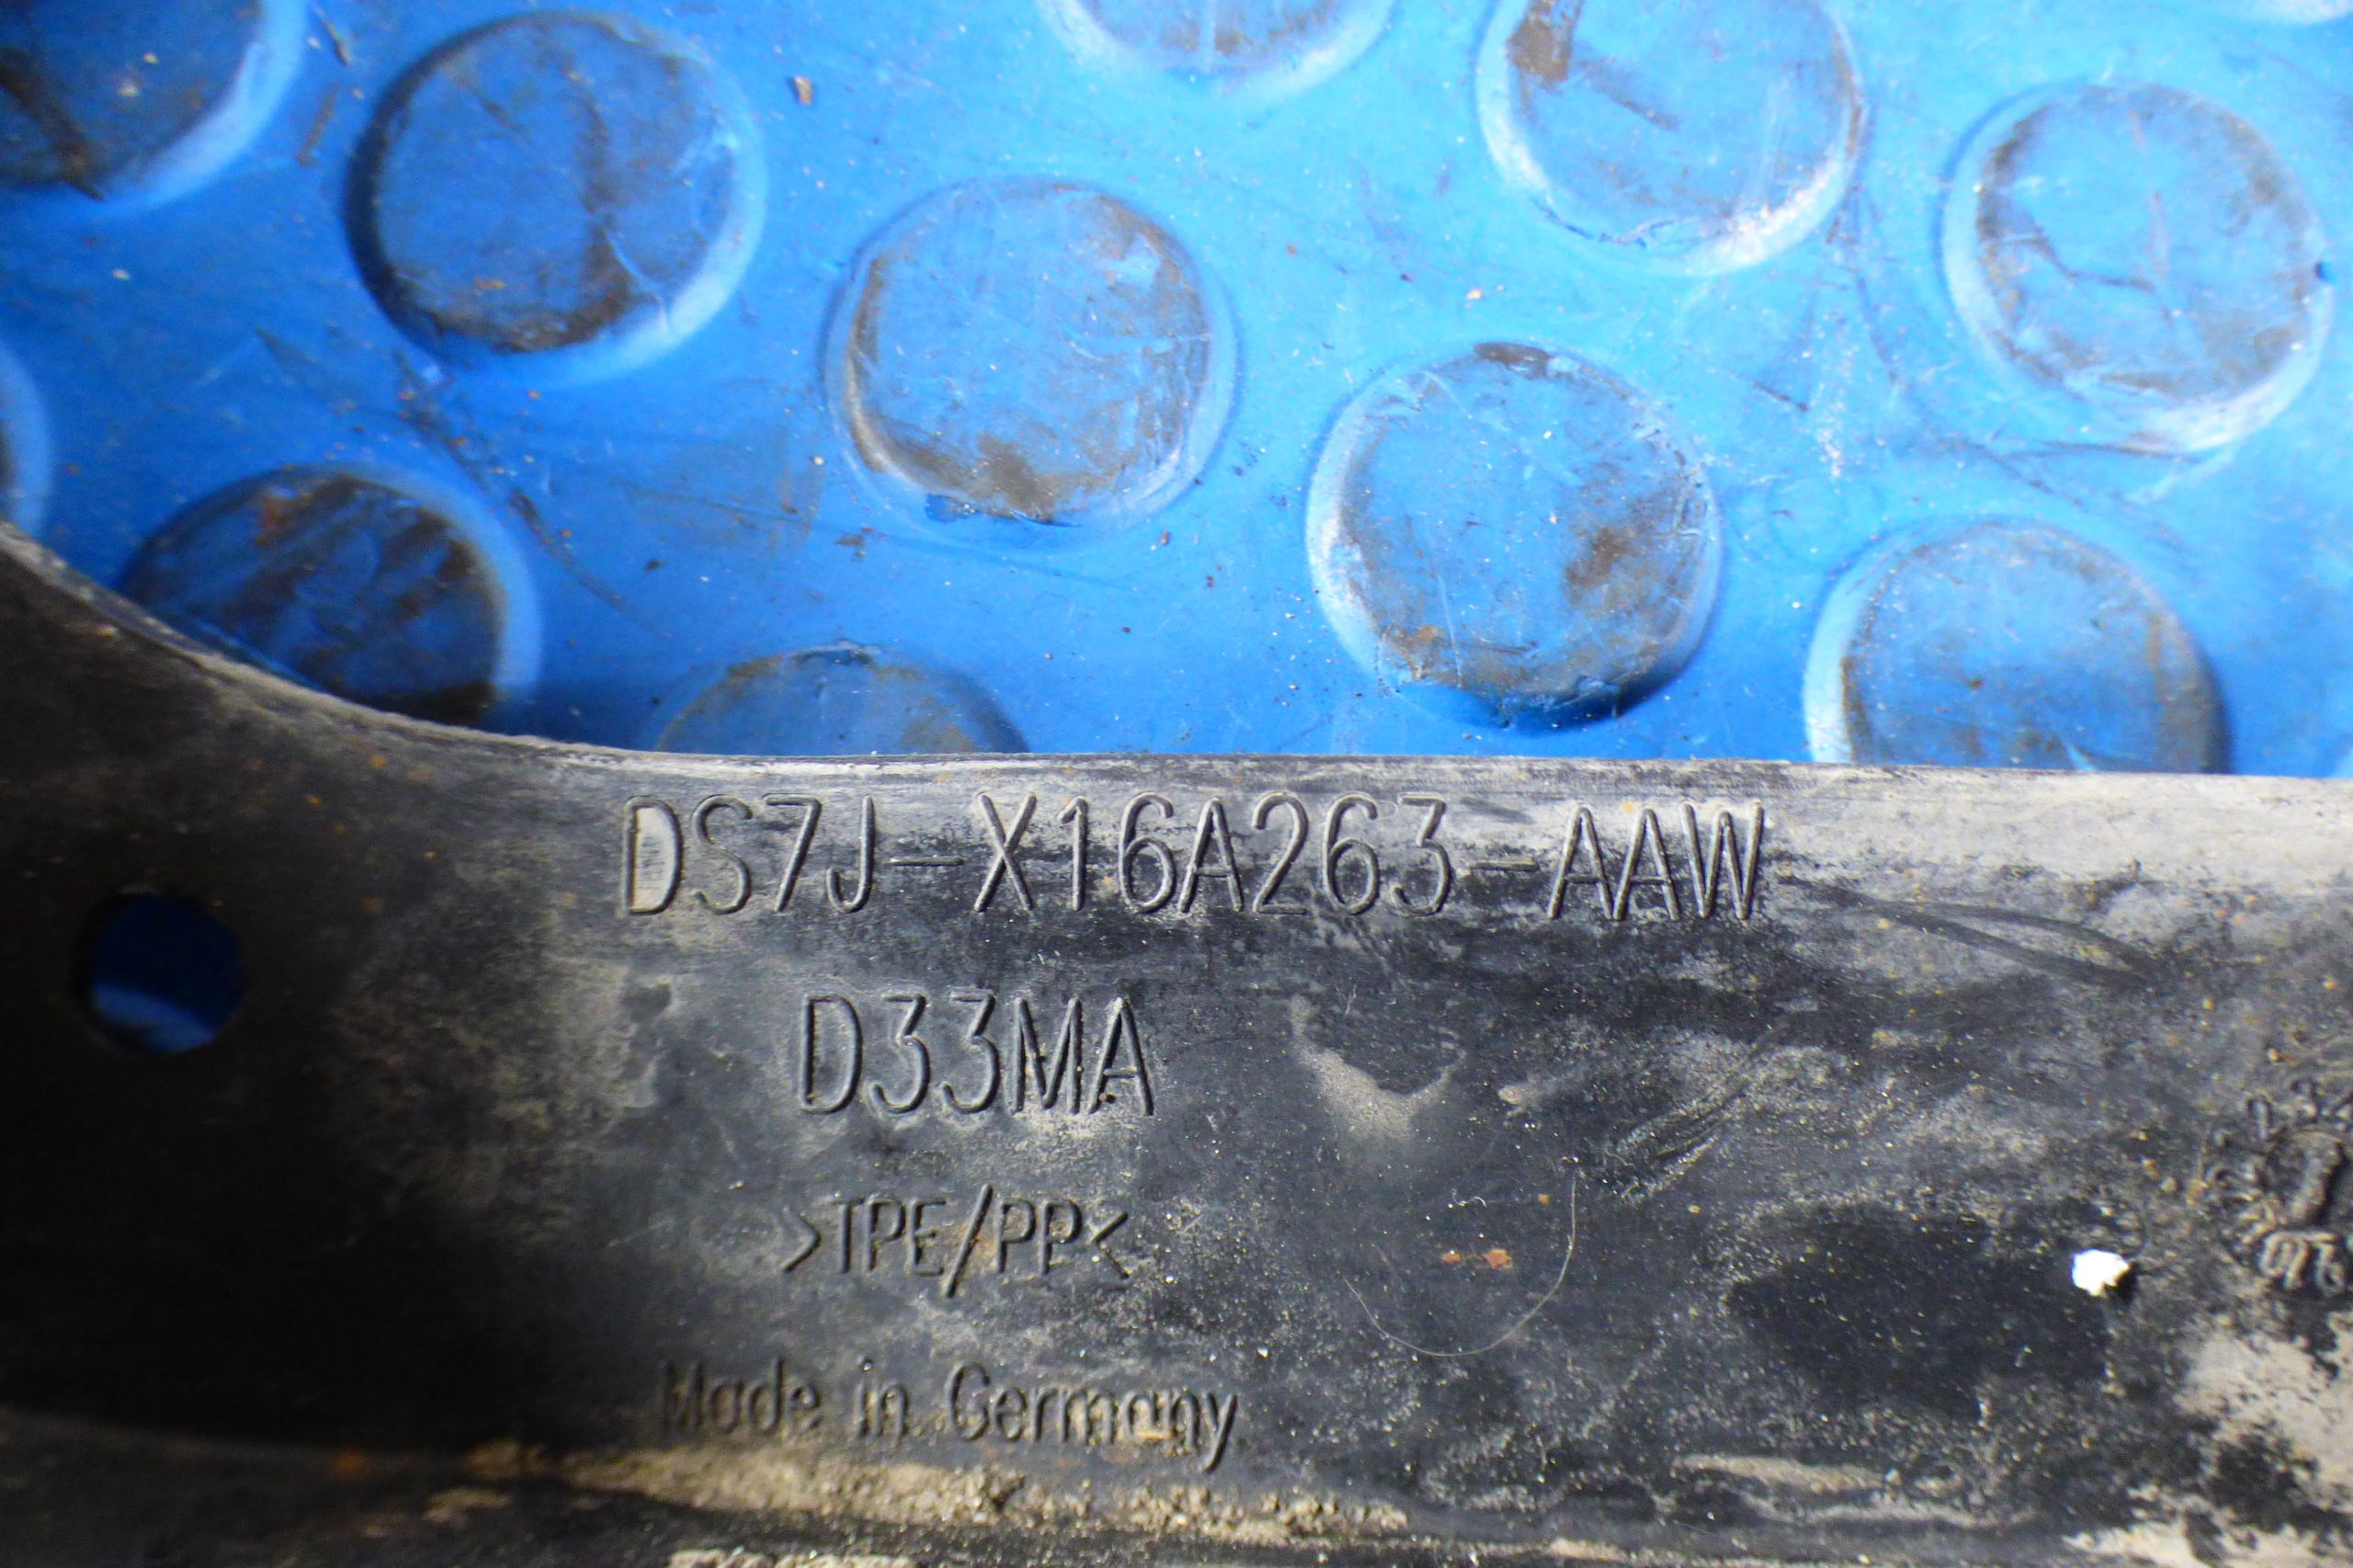 DS7J-X16A263-AAW
D33MA
>TPE/PP<
Made in Germany